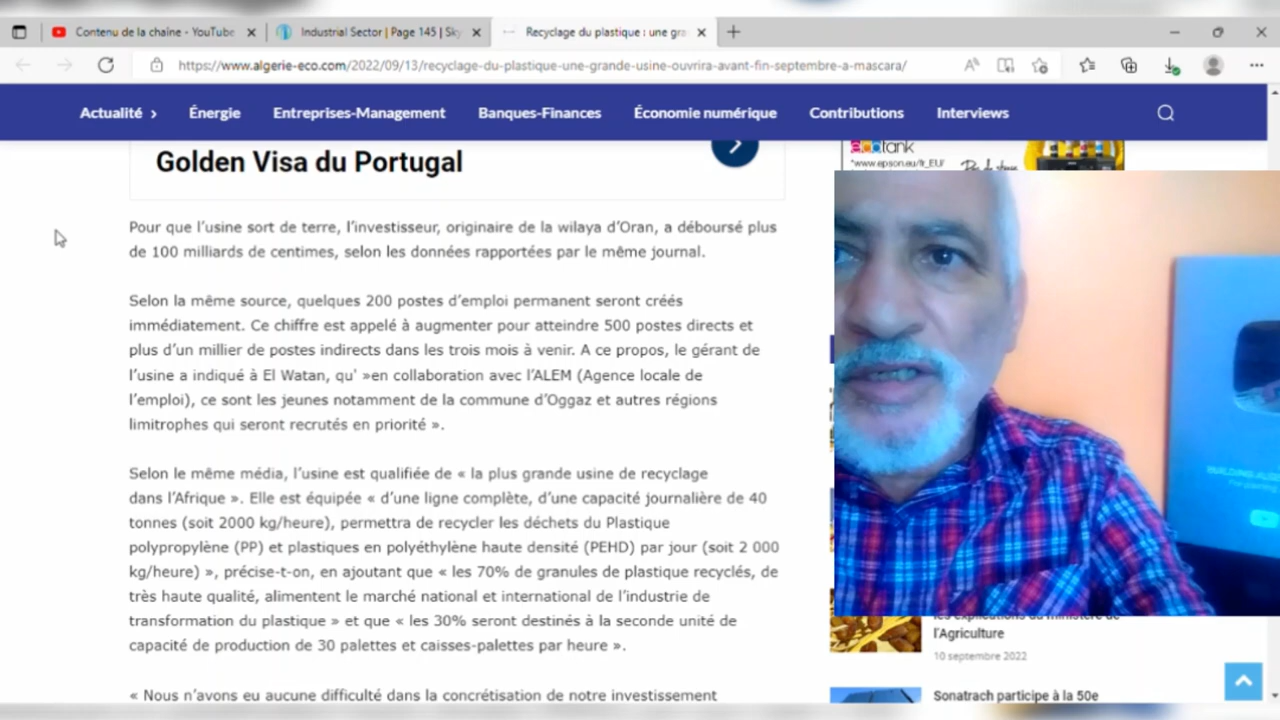 Contenu de la chaîne - YouTube
Industrial Sector | Page 145 | Sky
Recyclage du plastique : une gra
https://www.algerie-eco.com/2022/09/13/recyclage-du-plastique-une-grande-usine-ouvrira-avant-fin-septembre-a-mascara/
Actualité
Énergie
Entreprises-Management
Banques-Finances
Économie numérique
Contributions
Interviews
Golden Visa du Portugal
ecotank
"www.epson.eu/fr_EU/
Pour que l'usine sort de terre, l'investisseur, originaire de la wilaya d'Oran, a déboursé plus
de 100 milliards de centimes, selon les données rapportées par le même journal.
Selon la même source, quelques 200 postes d'emploi permanent seront créés
immédiatement. Ce chiffre est appelé à augmenter pour atteindre 500 postes directs et
plus d'un millier de postes indirects dans les trois mois à venir. A ce propos, le gérant de
l'usine a indiqué à El Watan, qu' »en collaboration avec l'ALEM (Agence locale de
l'emploi), ce sont les jeunes notamment de la commune d'Oggaz et autres régions
limitrophes qui seront recrutés en priorité ».
Selon le même média, l'usine est qualifiée de « la plus grande usine de recyclage
dans l'Afrique ». Elle est équipée « d'une ligne complète, d'une capacité journalière de 40
tonnes (soit 2000 kg/heure), permettra de recycler les déchets du Plastique
polypropylène (PP) et plastiques en polyéthylène haute densité (PEHD) par jour (soit 2 000
kg/heure) », précise-t-on, en ajoutant que « les 70% de granules de plastique recyclés, de
très haute qualité, alimentent le marché national et international de l'industrie de
transformation du plastique » et que « les 30% seront destinés à la seconde unité de
capacité de production de 30 palettes et caisses-palettes par heure ».
« Nous n'avons eu aucune difficulté dans la concrétisation de notre investissement
les explications du ministère de
l'Agriculture
10 septembre 2022
Sonatrach participe à la 50e